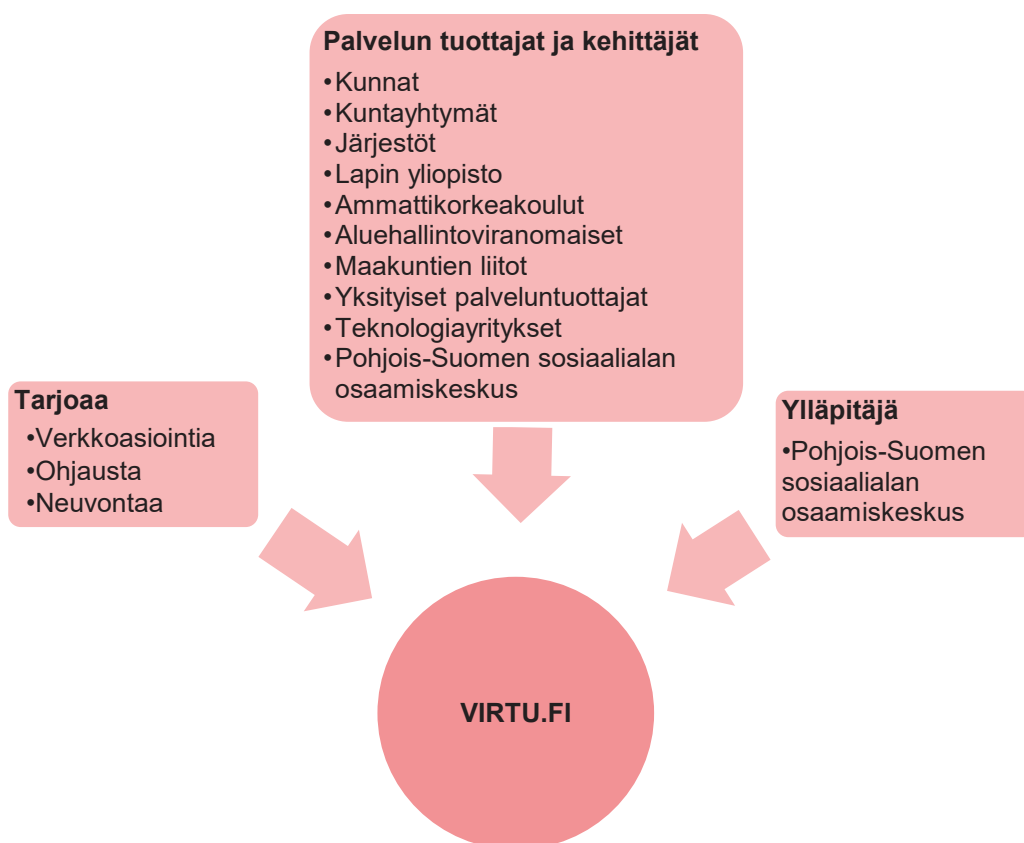 Palvelun tuottajat ja kehittäjät
•Kunnat
•Kuntayhtymät
•Järjestöt
•Lapin yliopisto
•Ammattikorkeakoulut
•Aluehallintoviranomaiset
•Maakuntien liitot
•Yksityiset palveluntuottajat
•Teknologiayritykset
•Pohjois-Suomen sosiaalialan
osaamiskeskus
Tarjoaa
•Verkkoasiointia
•Ohjausta
•Neuvontaa
Ylläpitäjä
•Pohjois-Suomen
sosiaalialan
osaamiskeskus
VIRTU.FI